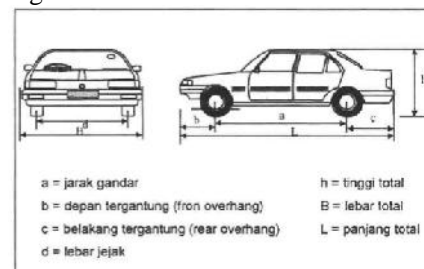 d
B
b
a
c
L
h
a = jarak gandar
b = depan tergantung (fron overhang)
c = belakang tergantung (rear overhang)
d = lebar jejak
h = tinggi total
B = lebar total
L = panjang total